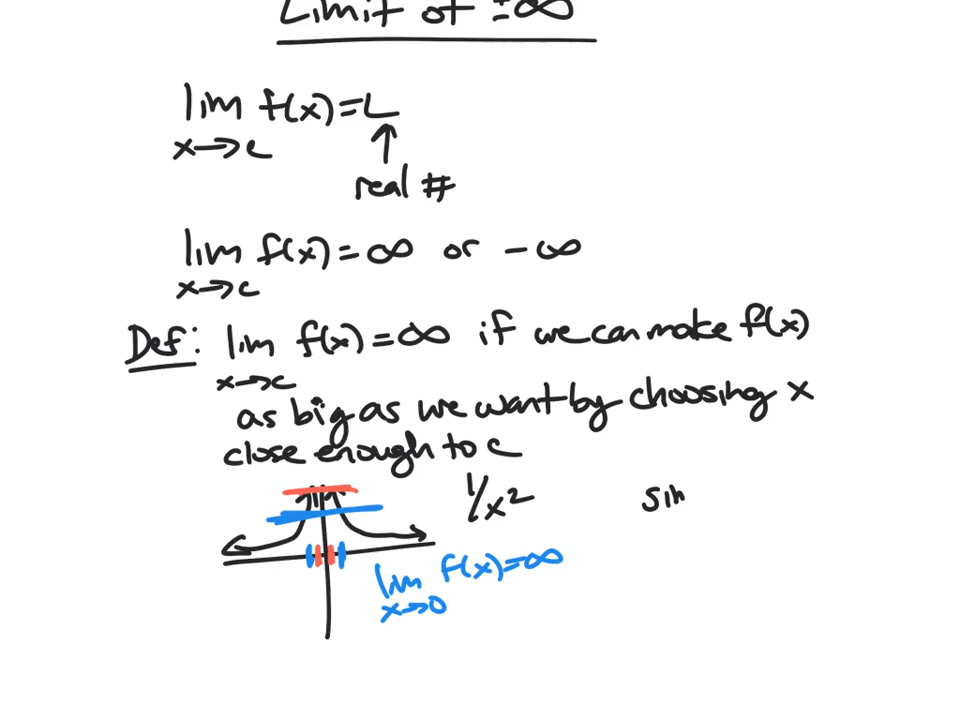 Limit of ±∞
lim f(x)=L
x→c
real #
lim f(x)=∞ or -∞
x→c
Def: lim f(x)=∞ if we can make f(x)
x→c
as big as we want by choosing x
close enough to c
1/x² sin
lim f(x)=∞
x→0